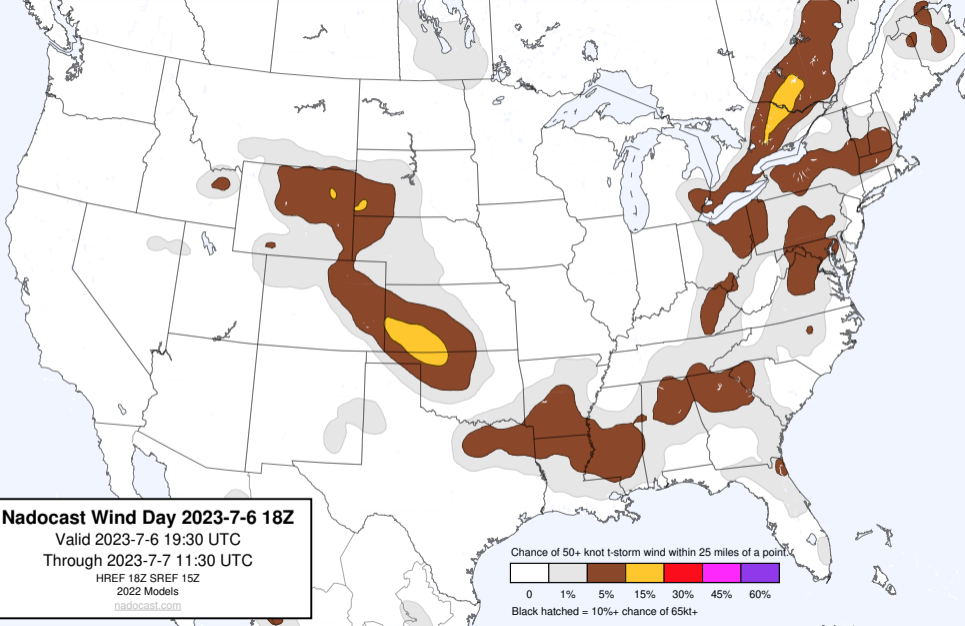 Nadocast Wind Day 2023-7-6 18Z
Valid 2023-7-6 19:30 UTC
Through 2023-7-7 11:30 UTC
HREF 18Z SREF 15Z
2022 Models
nadocast.com
Chance of 50+ knot t-storm wind within 25 miles of a point.
0 1% 5% 15% 30% 45% 60%
Black hatched = 10%+ chance of 65kt+